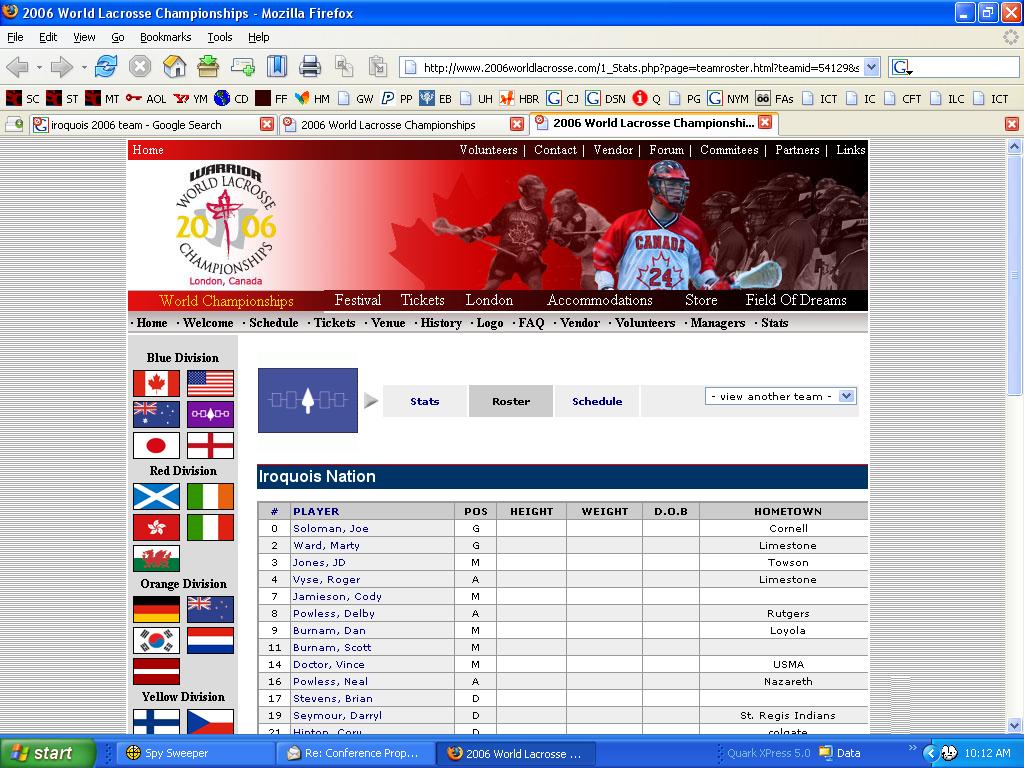 2006 World Lacrosse Championships - Mozilla Firefox
File Edit View Go Bookmarks Tools Help
http://www.2006worldlacrosse.com/1_Stats.php?page=teamroster.html?teamid=54129&s
SC ST MT AOL YM CD FF HM GW PP EB UH HBR CJ DSN Q PG NYM FAs ICT IC CFT ILC ICT
iroquois 2006 team - Google Search 2006 World Lacrosse Championships 2006 World Lacrosse Championshi...
Home Volunteers | Contact | Vendor | Forum | Commitees | Partners | Links
WARRIOR
WORLD LACROSSE
2006
CHAMPIONSHIPS
London, Canada
CANADA
24
World Championships Festival Tickets London Accommodations Store Field Of Dreams
· Home · Welcome · Schedule · Tickets · Venue · History · Logo · FAQ · Vendor · Volunteers · Managers · Stats
Blue Division
Red Division
Orange Division
Yellow Division
Stats Roster Schedule - view another team -
Iroquois Nation
# PLAYER POS HEIGHT WEIGHT D.O.B HOMETOWN
0 Soloman, Joe G Cornell
2 Ward, Marty G Limestone
3 Jones, JD M Towson
4 Vyse, Roger A Limestone
7 Jamieson, Cody M
8 Powless, Delby A Rutgers
9 Burnam, Dan M Loyola
11 Burnam, Scott M
14 Doctor, Vince M USMA
16 Powless, Neal A Nazareth
17 Stevens, Brian D
19 Seymour, Darryl D St. Regis Indians
21 Hinton, Cory D colgate
start Spy Sweeper Re: Conference Prop... 2006 World Lacrosse ... Quark XPress 5.0 Data » 10:12 AM